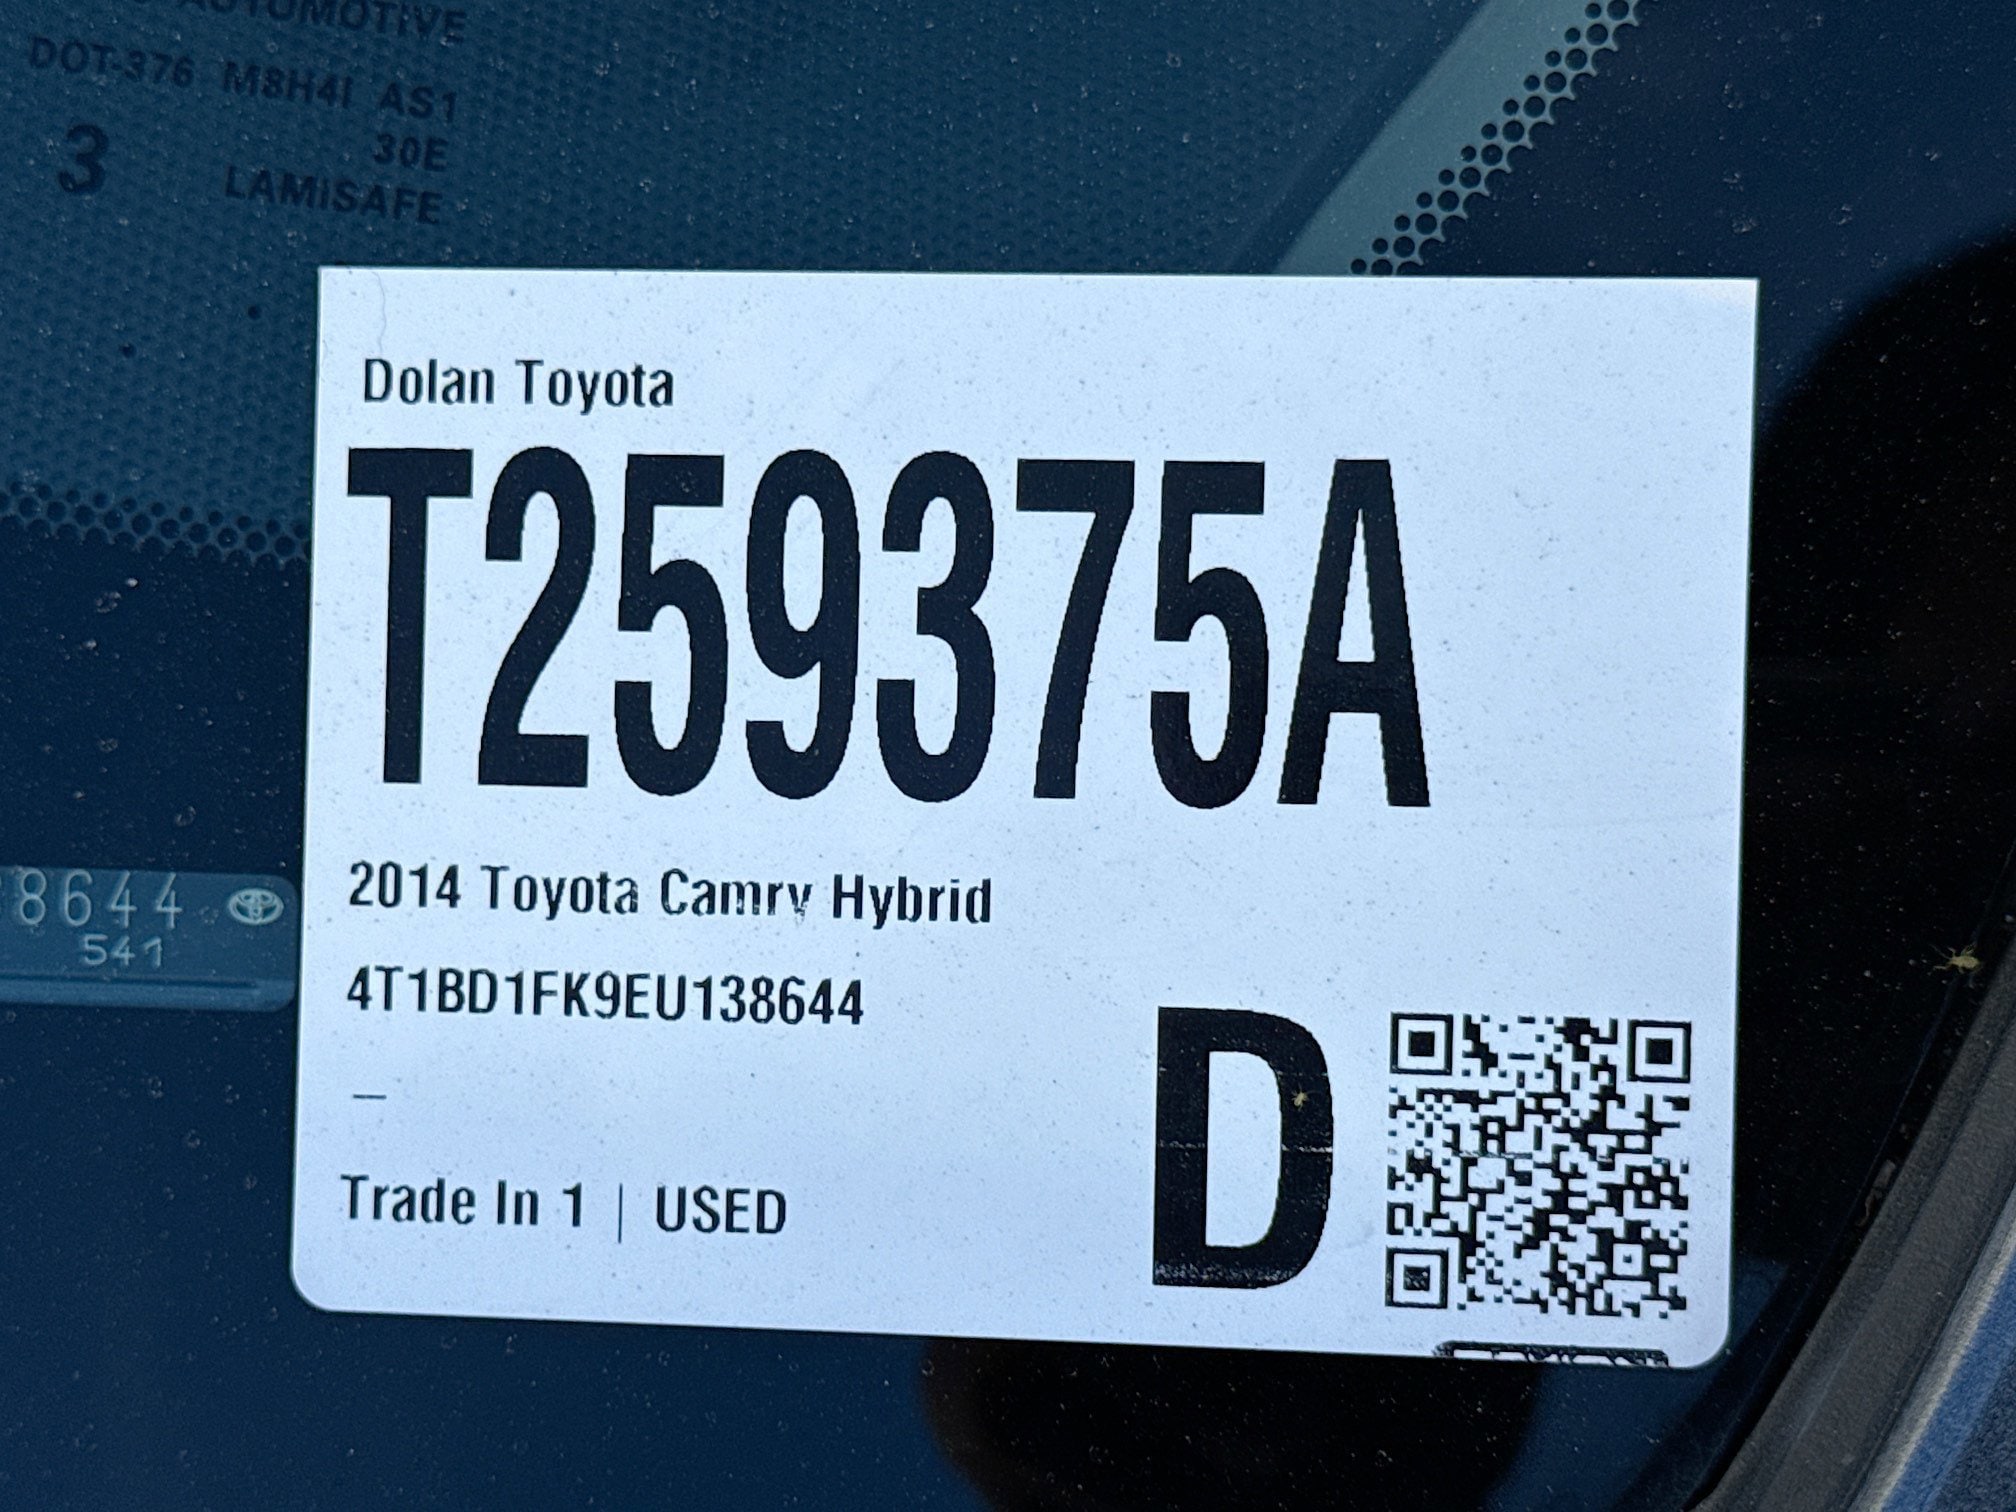 AUTOMOTIVE
DOT-376 M8H4I AS1
30E
3
LAMISAFE
Dolan Toyota
T259375A
2014 Toyota Camry Hybrid
8644
541
4T1BD1FK9EU138644
–
D
Trade In 1 | USED